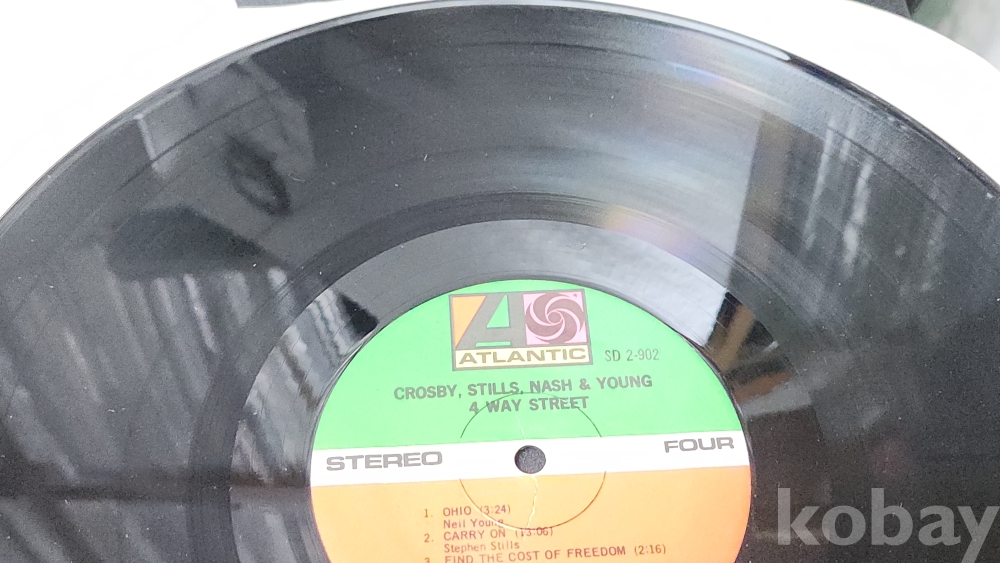 ATLANTIC
SD 2-902
CROSBY, STILLS, NASH & YOUNG
4 WAY STREET
STEREO
FOUR
1. OHIO (3:24)
Neil Young
2. CARRY ON (13:06)
Stephen Stills
3. FIND THE COST OF FREEDOM (2:16)
kobay